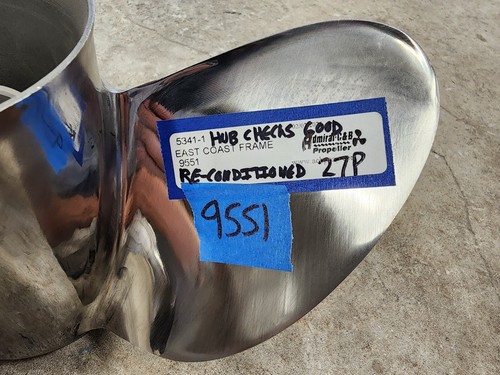 5341-1 HUB CHECKS GOOD
EAST COAST FRAME
Admiral
Propeller
9551
RE-CONDITIONED 27P
9551